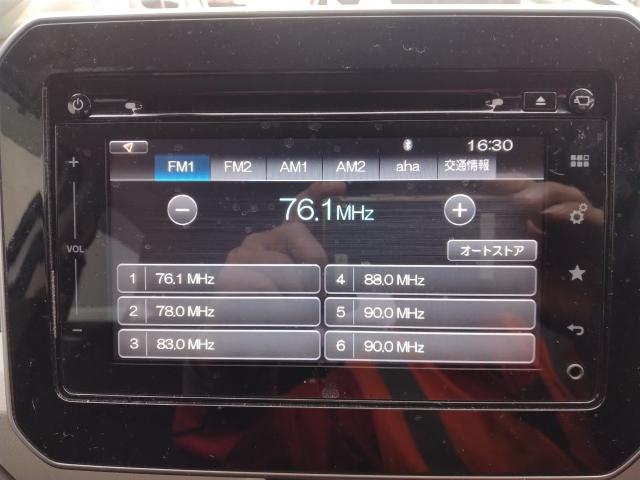 16:30
FM1 FM2 AM1 AM2 aha 交通情報
76.1MHz
オートストア
1 76.1 MHz 4 88.0 MHz
2 78.0 MHz 5 90.0 MHz
3 83.0 MHz 6 90.0 MHz
+
VOL
-